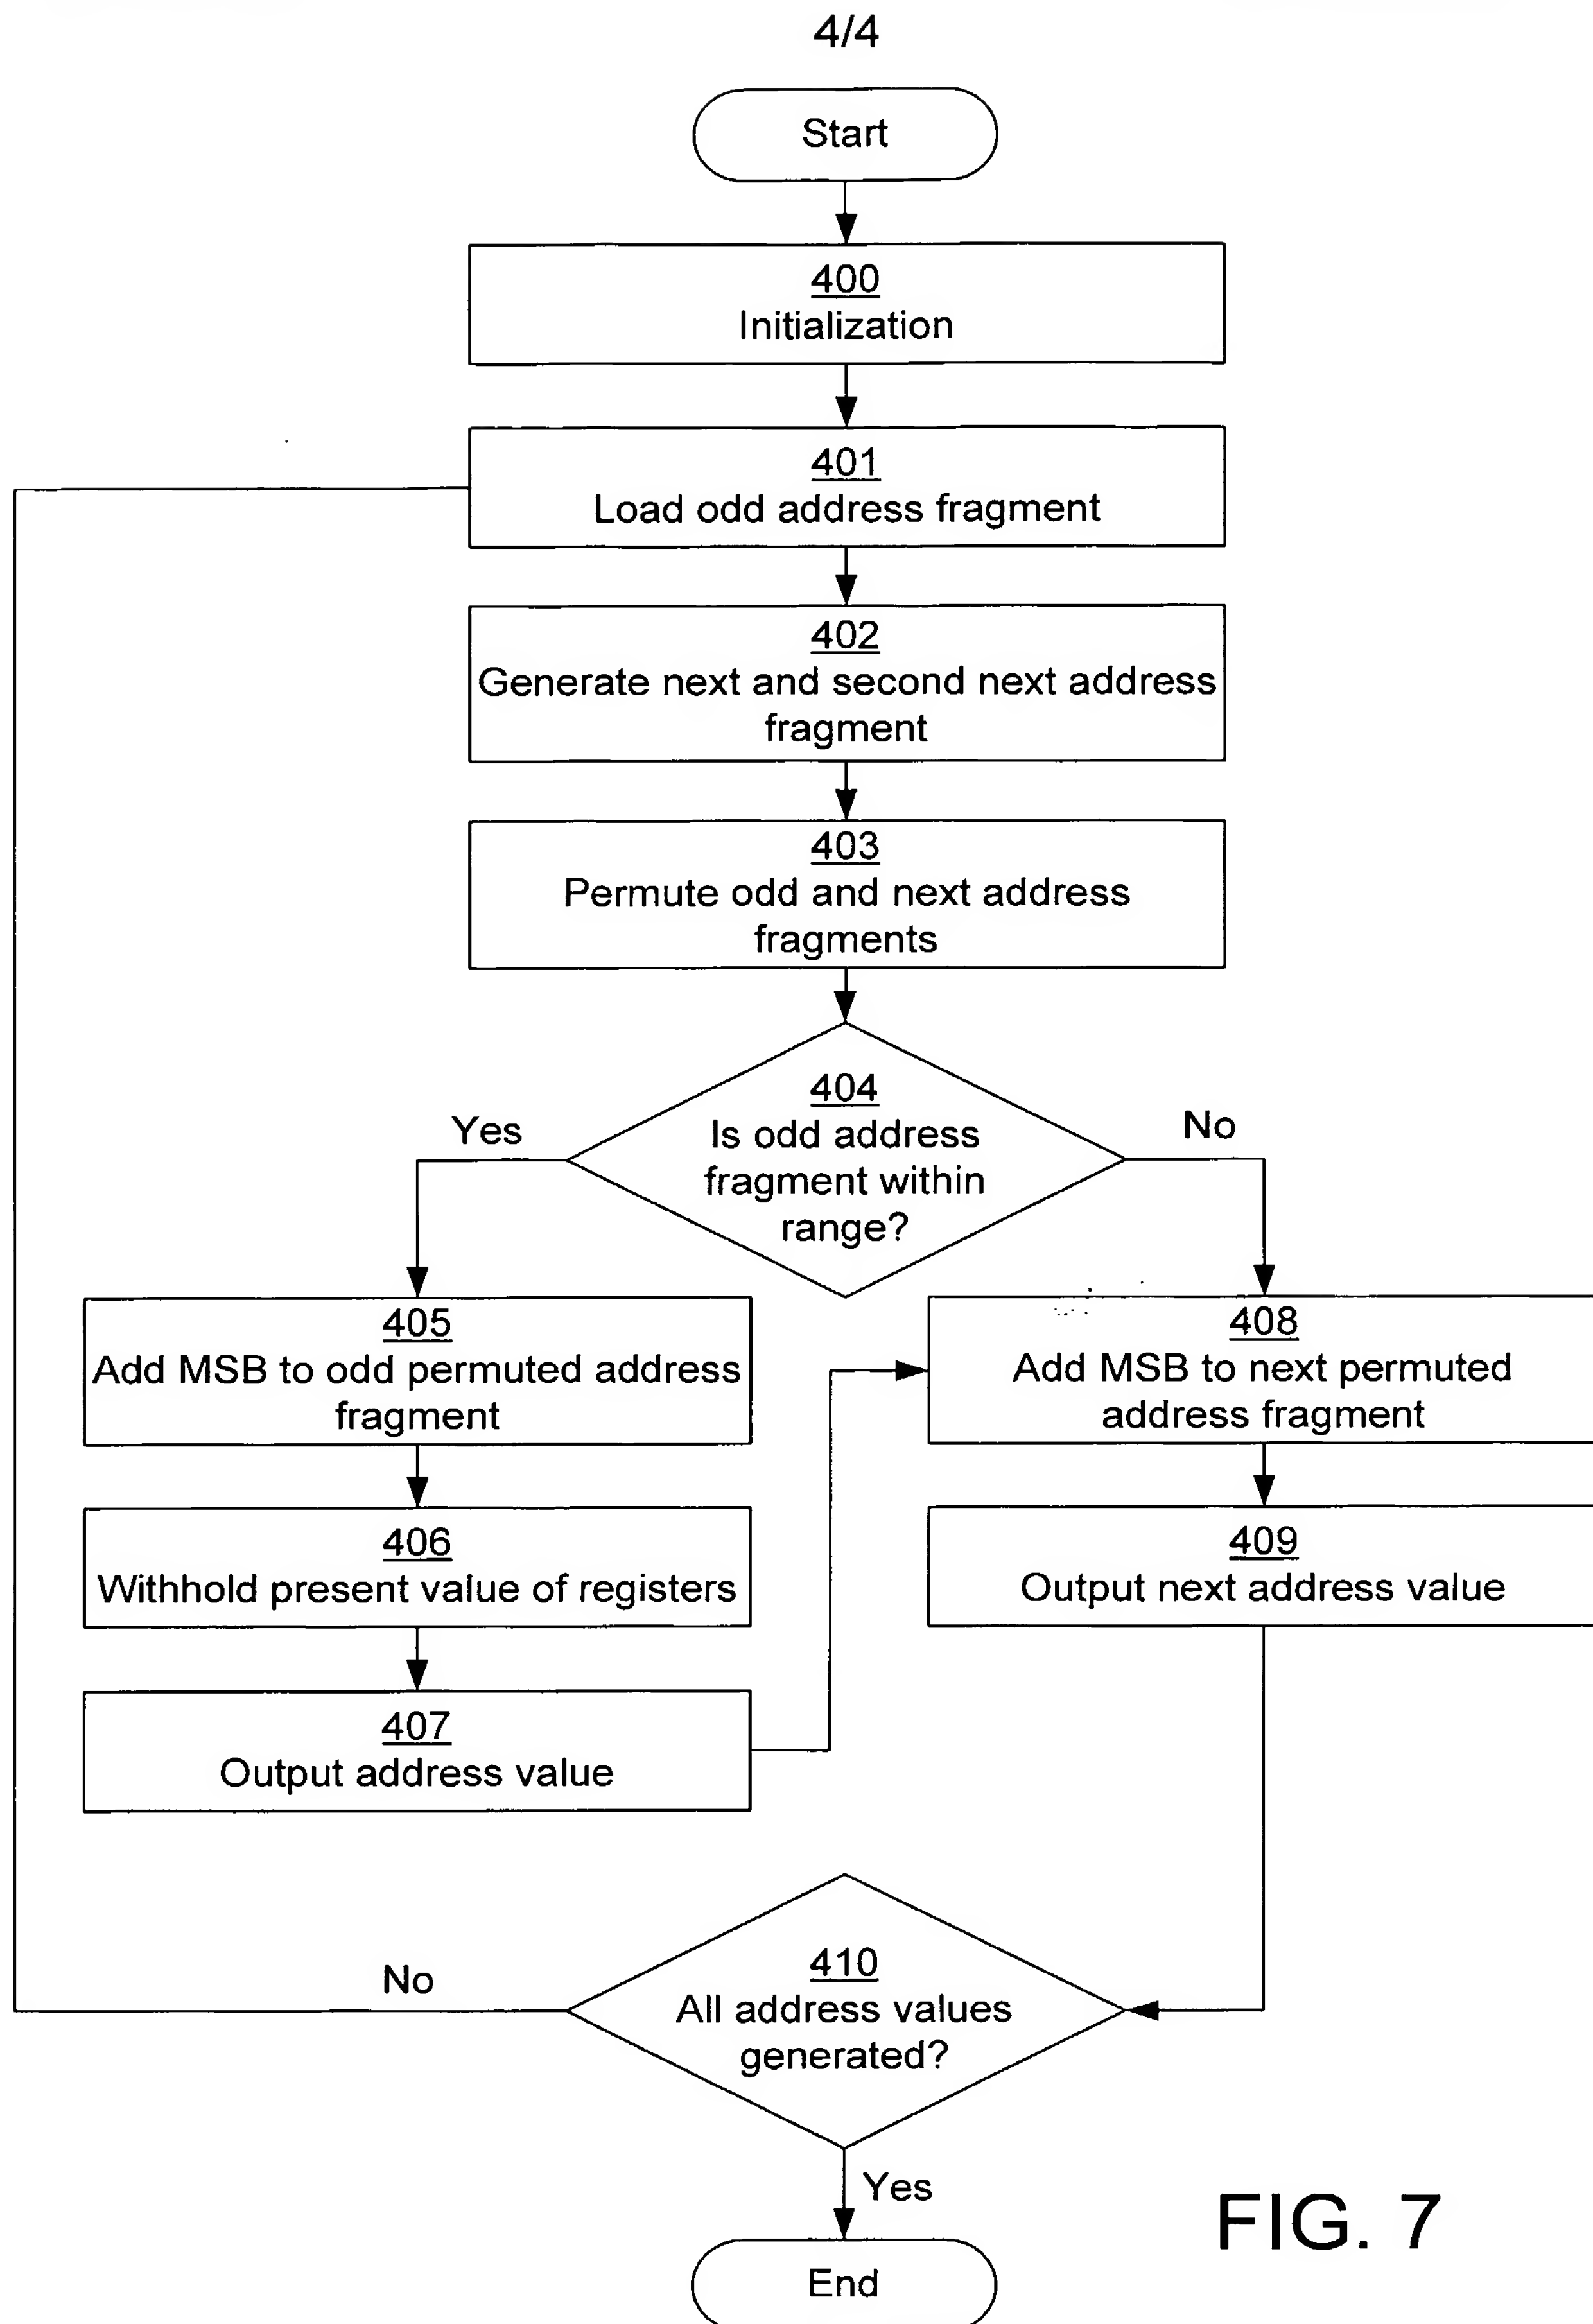 4/4
Start
400
Initialization
401
Load odd address fragment
402
Generate next and second next address
fragment
403
Permute odd and next address
fragments
404
Is odd address
fragment within
range?
Yes
No
405
Add MSB to odd permuted address
fragment
408
Add MSB to next permuted
address fragment
406
Withhold present value of registers
409
Output next address value
407
Output address value
410
All address values
generated?
No
Yes
End
FIG. 7